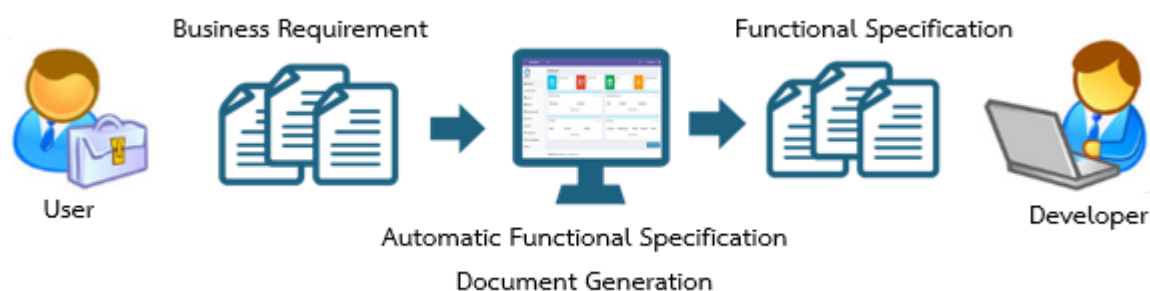 Business Requirement
Functional Specification
User
Developer
Automatic Functional Specification
Document Generation